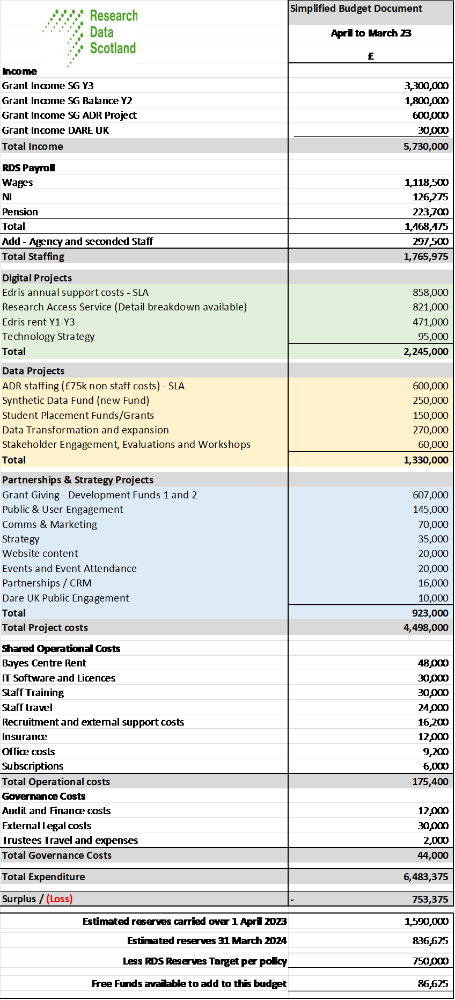 Research
Data
Scotland
Simplified Budget Document
April to March 23
£
Income
Grant Income SG Y3 3,300,000
Grant Income SG Balance Y2 1,800,000
Grant Income SG ADR Project 600,000
Grant Income DARE UK 30,000
Total Income 5,730,000
RDS Payroll
Wages 1,118,500
NI 126,275
Pension 223,700
Total 1,468,475
Add - Agency and seconded Staff 297,500
Total Staffing 1,765,975
Digital Projects
Edris annual support costs - SLA 858,000
Research Access Service (Detail breakdown available) 821,000
Edris rent Y1-Y3 471,000
Technology Strategy 95,000
Total 2,245,000
Data Projects
ADR staffing (£75k non staff costs) - SLA 600,000
Synthetic Data Fund (new Fund) 250,000
Student Placement Funds/Grants 150,000
Data Transformation and expansion 270,000
Stakeholder Engagement, Evaluations and Workshops 60,000
Total 1,330,000
Partnerships & Strategy Projects
Grant Giving - Development Funds 1 and 2 607,000
Public & User Engagement 145,000
Comms & Marketing 70,000
Strategy 35,000
Website content 20,000
Events and Event Attendance 20,000
Partnerships / CRM 16,000
Dare UK Public Engagement 10,000
Total 923,000
Total Project costs 4,498,000
Shared Operational Costs
Bayes Centre Rent 48,000
IT Software and Licences 30,000
Staff Training 30,000
Staff travel 24,000
Recruitment and external support costs 16,200
Insurance 12,000
Office costs 9,200
Subscriptions 6,000
Total Operational costs 175,400
Governance Costs
Audit and Finance costs 12,000
External Legal costs 30,000
Trustees Travel and expenses 2,000
Total Governance Costs 44,000
Total Expenditure 6,483,375
Surplus / (Loss) - 753,375
Estimated reserves carried over 1 April 2023 1,590,000
Estimated reserves 31 March 2024 836,625
Less RDS Reserves Target per policy 750,000
Free Funds available to add to this budget 86,625